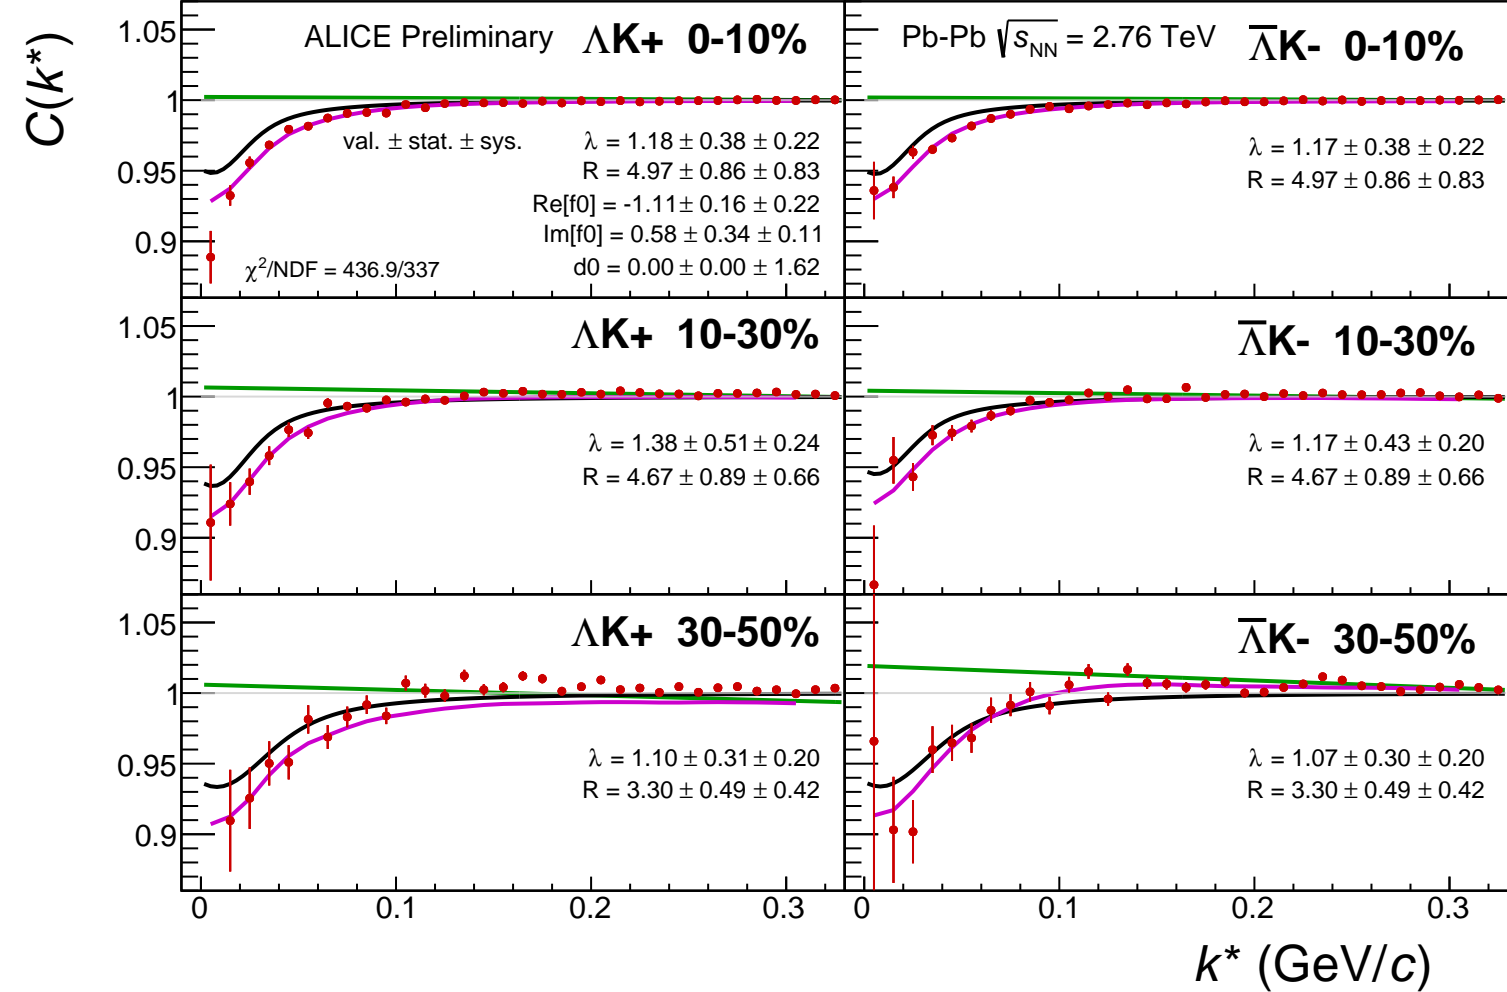 C(k*)
ALICE Preliminary ΛK+ 0-10%
val. ± stat. ± sys.
λ = 1.18 ± 0.38 ± 0.22
R = 4.97 ± 0.86 ± 0.83
Re[f0] = -1.11± 0.16 ± 0.22
Im[f0] = 0.58 ± 0.34 ± 0.11
d0 = 0.00 ± 0.00 ± 1.62
χ²/NDF = 436.9/337
1.05
1
0.95
0.9
Pb-Pb √s_NN = 2.76 TeV Λ̅K- 0-10%
λ = 1.17 ± 0.38 ± 0.22
R = 4.97 ± 0.86 ± 0.83
ΛK+ 10-30%
λ = 1.38 ± 0.51 ± 0.24
R = 4.67 ± 0.89 ± 0.66
1.05
1
0.95
0.9
Λ̅K- 10-30%
λ = 1.17 ± 0.43 ± 0.20
R = 4.67 ± 0.89 ± 0.66
ΛK+ 30-50%
λ = 1.10 ± 0.31 ± 0.20
R = 3.30 ± 0.49 ± 0.42
1.05
1
0.95
0.9
Λ̅K- 30-50%
λ = 1.07 ± 0.30 ± 0.20
R = 3.30 ± 0.49 ± 0.42
0 0.1 0.2 0.3
0 0.1 0.2 0.3
k* (GeV/c)